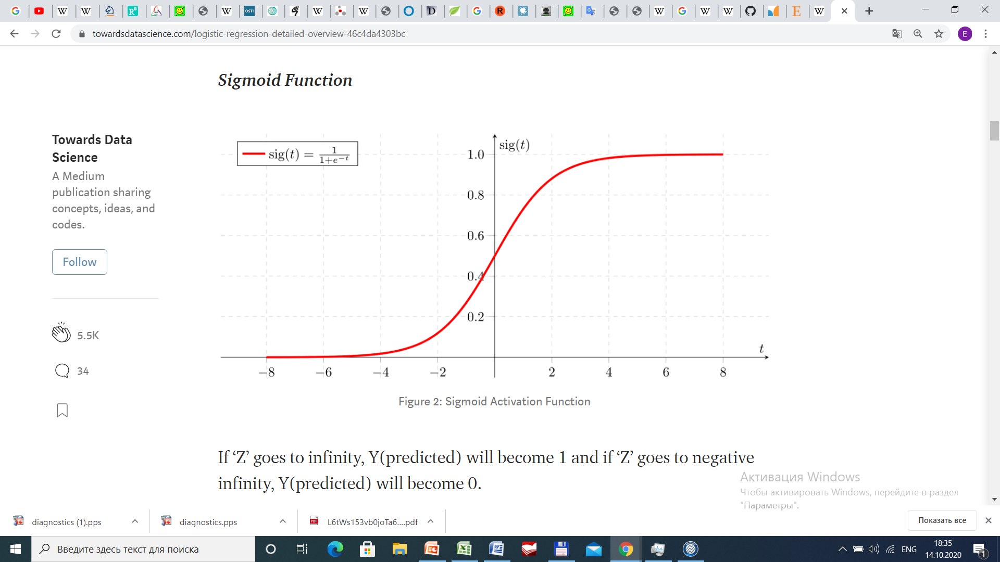 towardsdatascience.com/logistic-regression-detailed-overview-46c4da4303bc
E
Sigmoid Function
Towards Data
Science
A Medium
publication sharing
concepts, ideas, and
codes.
Follow
5.5K
34
sig(t) = 1/(1+e^−t)
sig(t)
1.0
0.8
0.6
0.4
0.2
t
−8 −6 −4 −2 2 4 6 8
Figure 2: Sigmoid Activation Function
If ‘Z’ goes to infinity, Y(predicted) will become 1 and if ‘Z’ goes to negative
infinity, Y(predicted) will become 0.
Активация Windows
Чтобы активировать Windows, перейдите в раздел
"Параметры".
diagnostics (1).pps
diagnostics.pps
L6tWs153vb0joTa6....pdf
Показать все
Введите здесь текст для поиска
ENG
18:35
14.10.2020
1